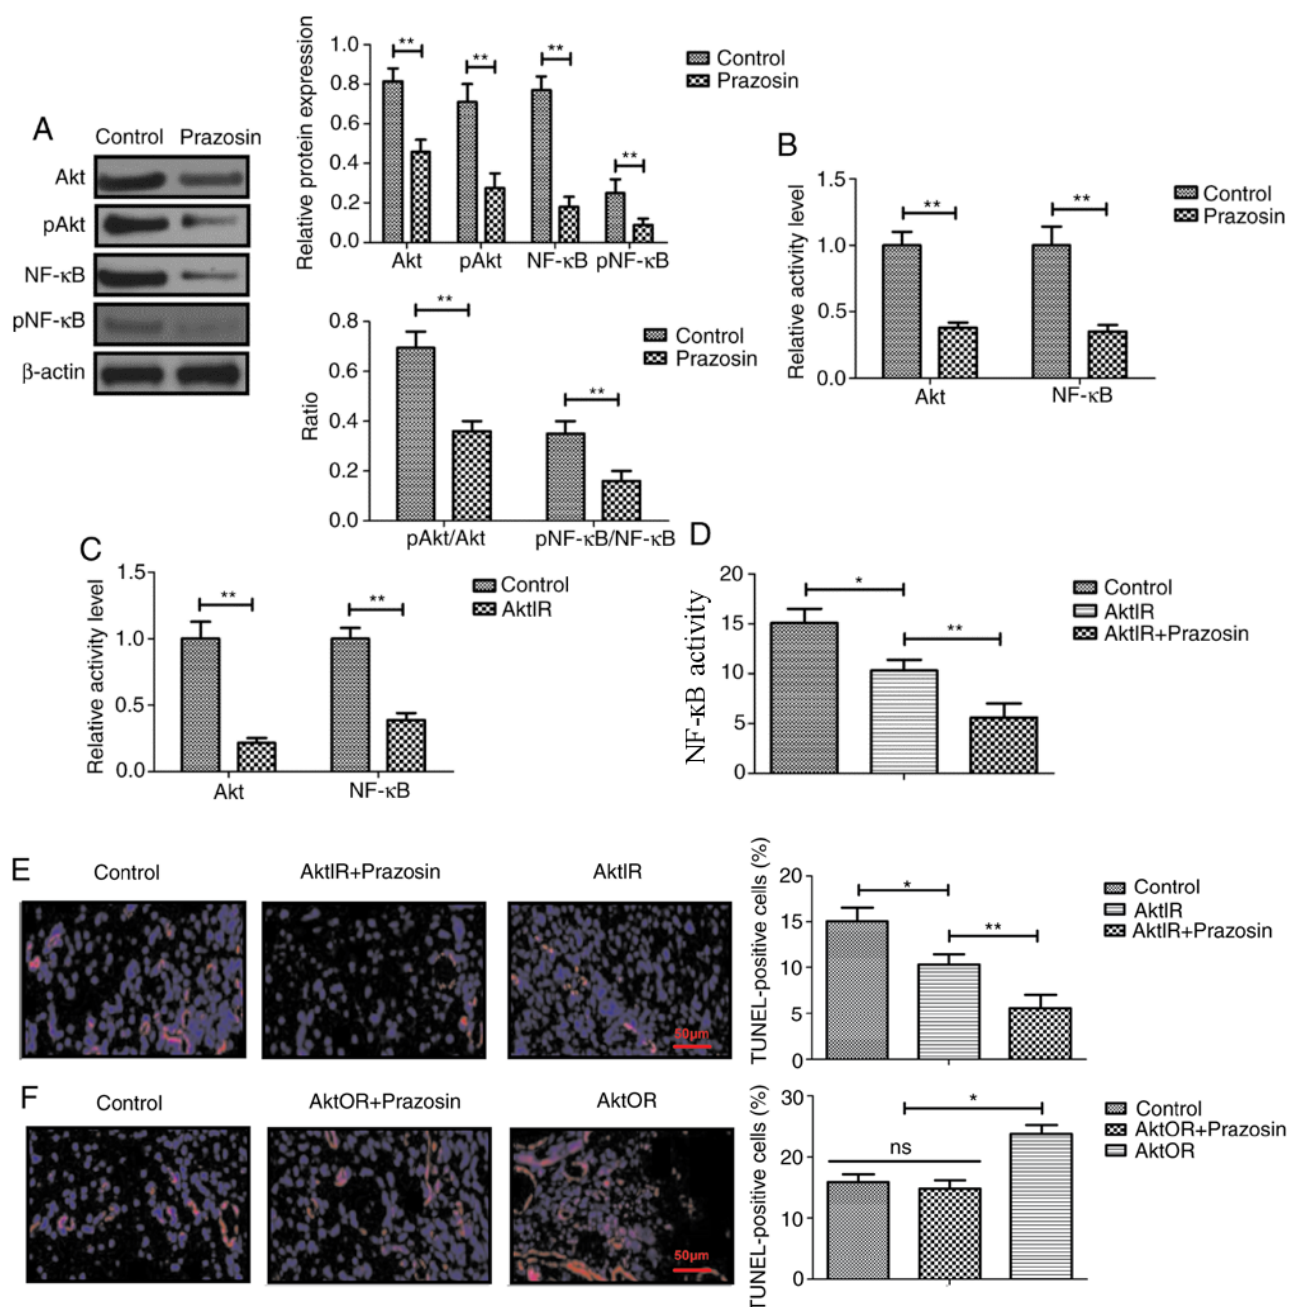 A
Control Prazosin
Akt
pAkt
NF-κB
pNF-κB
β-actin
Relative protein expression
1.0
0.8
0.6
0.4
0.2
0.0
** ** ** **
Akt pAkt NF-κB pNF-κB
Control
Prazosin
Ratio
0.8
0.6
0.4
0.2
0.0
** **
pAkt/Akt pNF-κB/NF-κB
Control
Prazosin
B
Relative activity level
1.5
1.0
0.5
0.0
** **
Akt NF-κB
Control
Prazosin
C
Relative activity level
1.5
1.0
0.5
0.0
** **
Akt NF-κB
Control
AktIR
D
NF-κB activity
20
15
10
5
0
* **
Control
AktIR
AktIR+Prazosin
E
Control AktIR+Prazosin AktIR
50μm
TUNEL-positive cells (%)
20
15
10
5
0
* **
Control
AktIR
AktIR+Prazosin
F
Control AktOR+Prazosin AktOR
50μm
TUNEL-positive cells (%)
30
20
10
0
ns *
Control
AktOR+Prazosin
AktOR